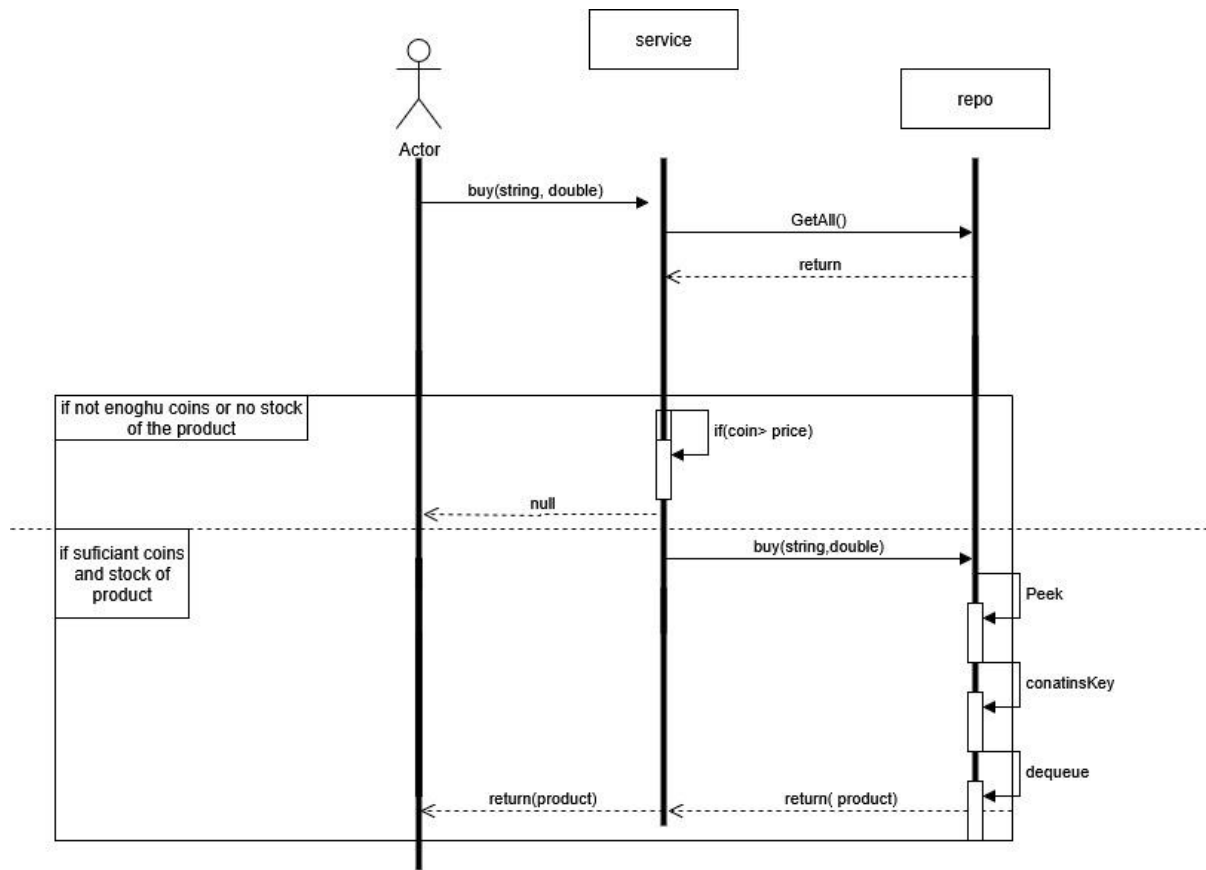 service
repo
Actor
buy(string, double)
GetAll()
return
if not enoghu coins or no stock
of the product
if(coin> price)
null
if suficiant coins
and stock of
product
buy(string,double)
Peek
conatinsKey
dequeue
return(product)
return( product)